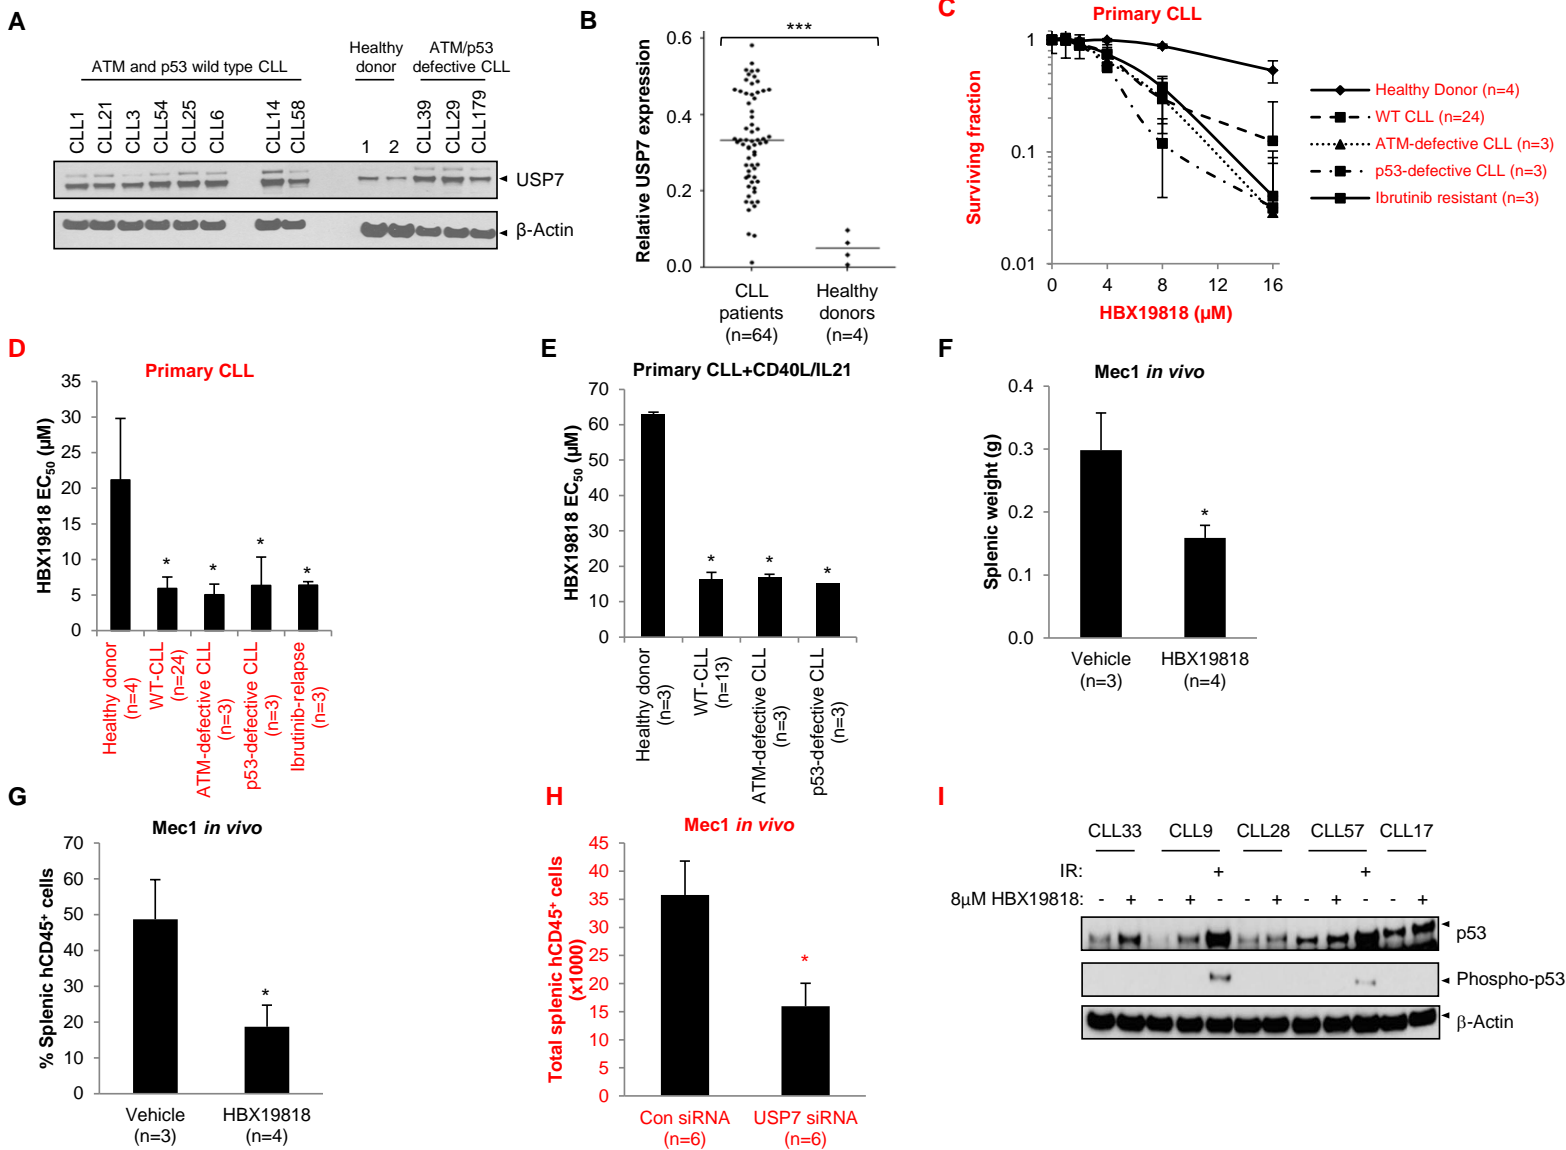 A
ATM and p53 wild type CLL
Healthy
donor
ATM/p53
defective CLL
CLL1
CLL21
CLL3
CLL54
CLL25
CLL6
CLL14
CLL58
1
2
CLL39
CLL29
CLL179
USP7
β-Actin
B
***
Relative USP7 expression
0.6
0.4
0.2
0.0
CLL
patients
(n=64)
Healthy
donors
(n=4)
C
Primary CLL
Surviving fraction
1
0.1
0.01
0
4
8
12
16
HBX19818 (µM)
Healthy Donor (n=4)
WT CLL (n=24)
ATM-defective CLL (n=3)
p53-defective CLL (n=3)
Ibrutinib resistant (n=3)
D
Primary CLL
HBX19818 EC50 (µM)
35
30
25
20
15
10
5
0
*
*
*
*
Healthy donor
(n=4)
WT-CLL
(n=24)
ATM-defective CLL
(n=3)
p53-defective CLL
(n=3)
Ibrutinib-relapse
(n=3)
E
Primary CLL+CD40L/IL21
HBX19818 EC50 (µM)
70
60
50
40
30
20
10
0
*
*
*
Healthy donor
(n=3)
WT-CLL
(n=13)
ATM-defective CLL
(n=3)
p53-defective CLL
(n=3)
F
Mec1 in vivo
Splenic weight (g)
0.4
0.3
0.2
0.1
0.0
*
Vehicle
(n=3)
HBX19818
(n=4)
G
Mec1 in vivo
% Splenic hCD45+ cells
70
60
50
40
30
20
10
0
*
Vehicle
(n=3)
HBX19818
(n=4)
H
Mec1 in vivo
Total splenic hCD45+ cells
(x1000)
45
40
35
30
25
20
15
10
5
0
*
Con siRNA
(n=6)
USP7 siRNA
(n=6)
I
CLL33 CLL9 CLL28 CLL57 CLL17
IR: + +
8µM HBX19818: - + - + - - + - + - - +
p53
Phospho-p53
β-Actin